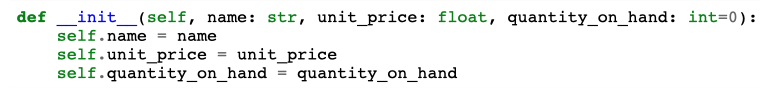 def __init__(self, name: str, unit_price: float, quantity_on_hand: int=0):
    self.name = name
    self.unit_price = unit_price
    self.quantity_on_hand = quantity_on_hand